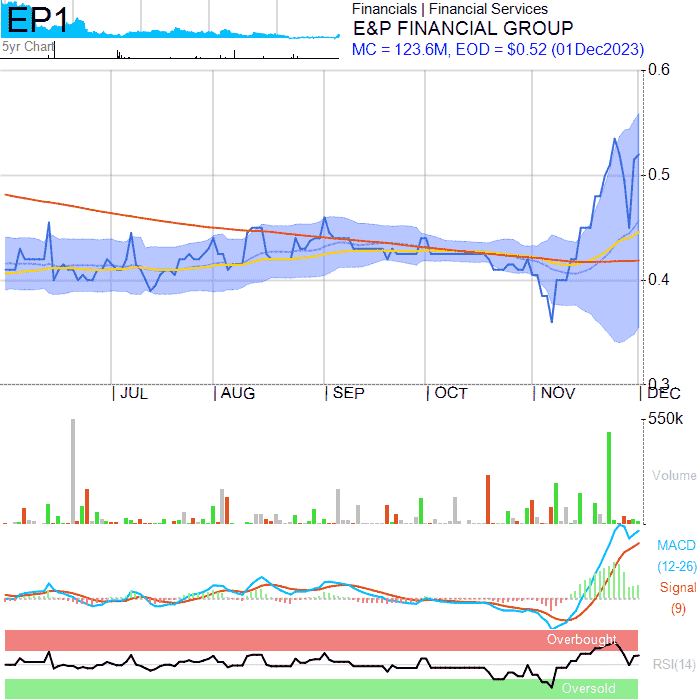 EP1
5yr Chart
Financials | Financial Services
E&P FINANCIAL GROUP
MC = 123.6M, EOD = $0.52 (01Dec2023)
0.6
0.5
0.4
0.3
JUL AUG SEP OCT NOV DEC
550k
Volume
MACD
(12-26)
Signal
(9)
Overbought
RSI(14)
Oversold